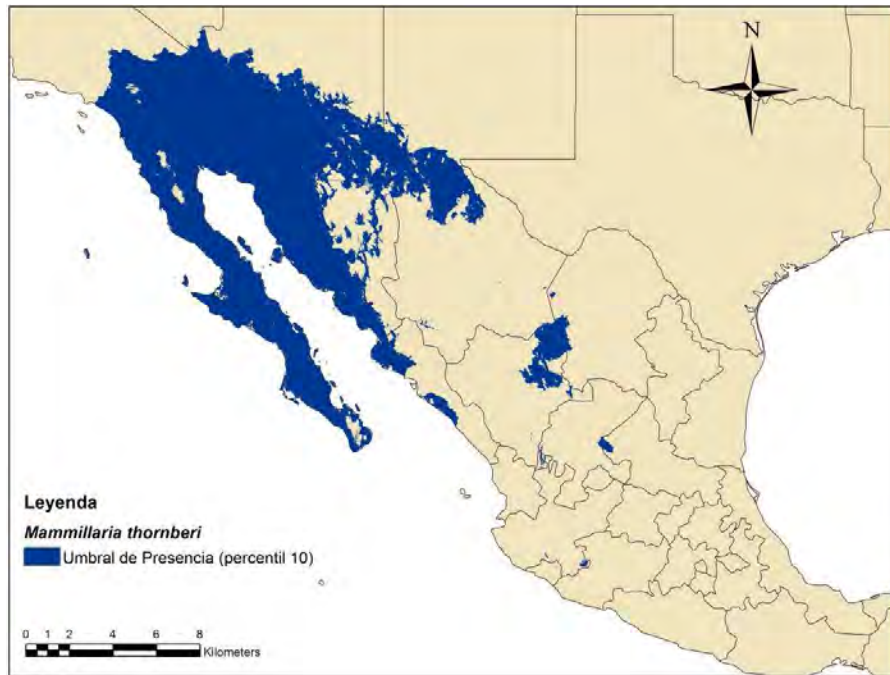 N
Leyenda
Mammillaria thornberi
Umbral de Presencia (percentil 10)
0 1 2 4 6 8
Kilometers